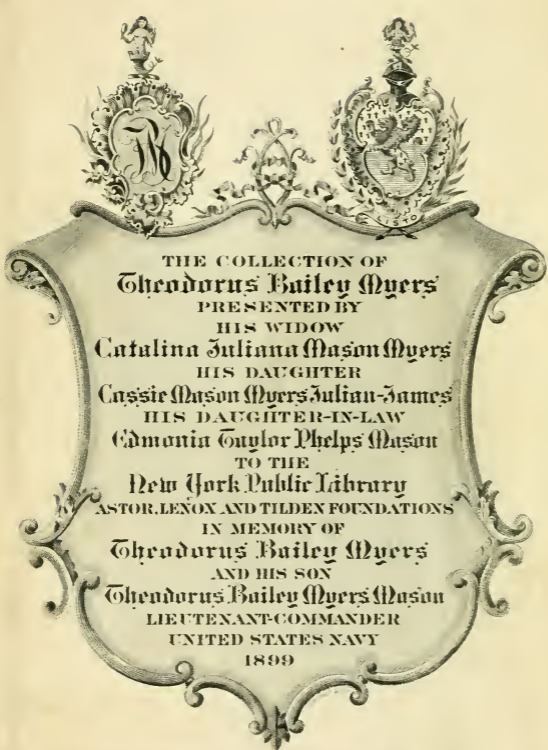 TBM
LISTO
THE COLLECTION OF
Theodorus Bailey Myers
PRESENTED BY
HIS WIDOW
Catalina Juliana Mason Myers
HIS DAUGHTER
Cassie Mason Myers Julian-James
HIS DAUGHTER-IN-LAW
Edmonia Taylor Phelps Mason
TO THE
New York Public Library
ASTOR, LENOX AND TILDEN FOUNDATIONS
IN MEMORY OF
Theodorus Bailey Myers
AND HIS SON
Theodorus Bailey Myers Mason
LIEUTENANT-COMMANDER
UNITED STATES NAVY
1899